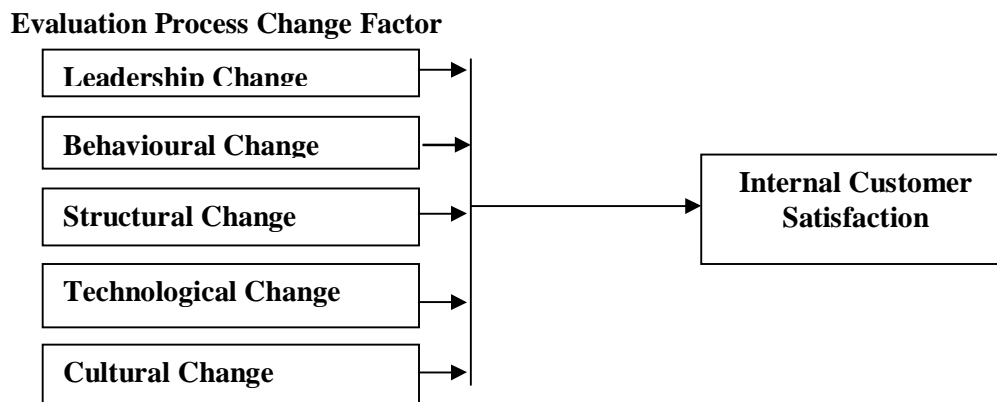 Evaluation Process Change Factor
Leadership Change
Behavioural Change
Structural Change
Technological Change
Cultural Change
Internal Customer
Satisfaction